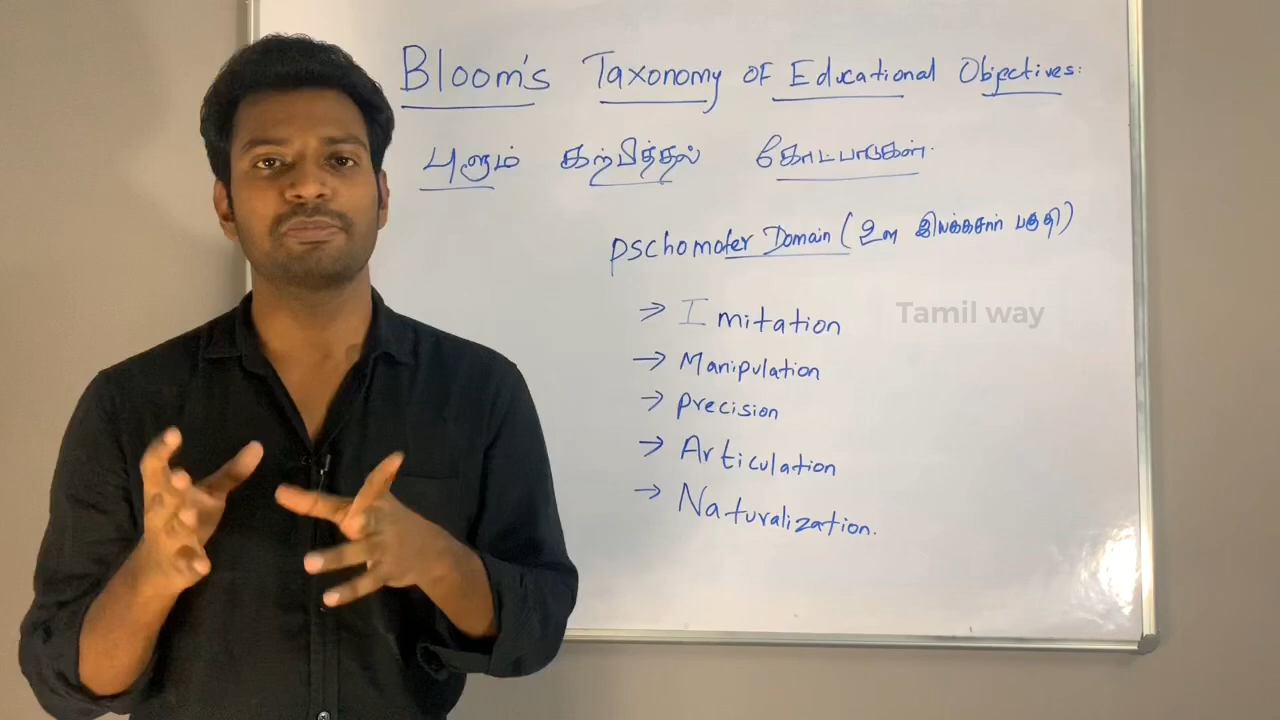 Bloom's Taxonomy OF Educational Objectives:
புளூம் கற்பித்தல் கோட்பாடுகள்.
pschomoter Domain (உள இயக்கசார் பகுதி)
→ Imitation
Tamil way
→ Manipulation
→ precision
→ Articulation
→ Naturalization.